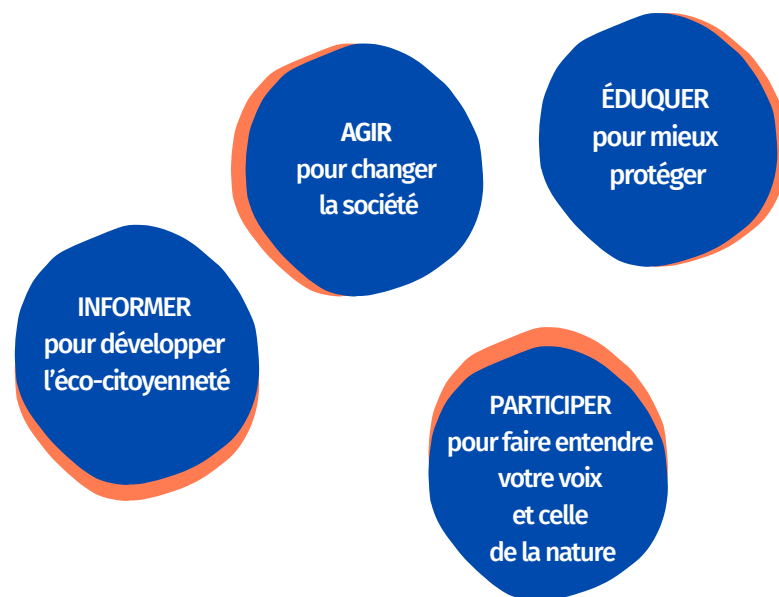 AGIR
pour changer
la société
ÉDUQUER
pour mieux
protéger
INFORMER
pour développer
l'éco-citoyenneté
PARTICIPER
pour faire entendre
votre voix
et celle
de la nature